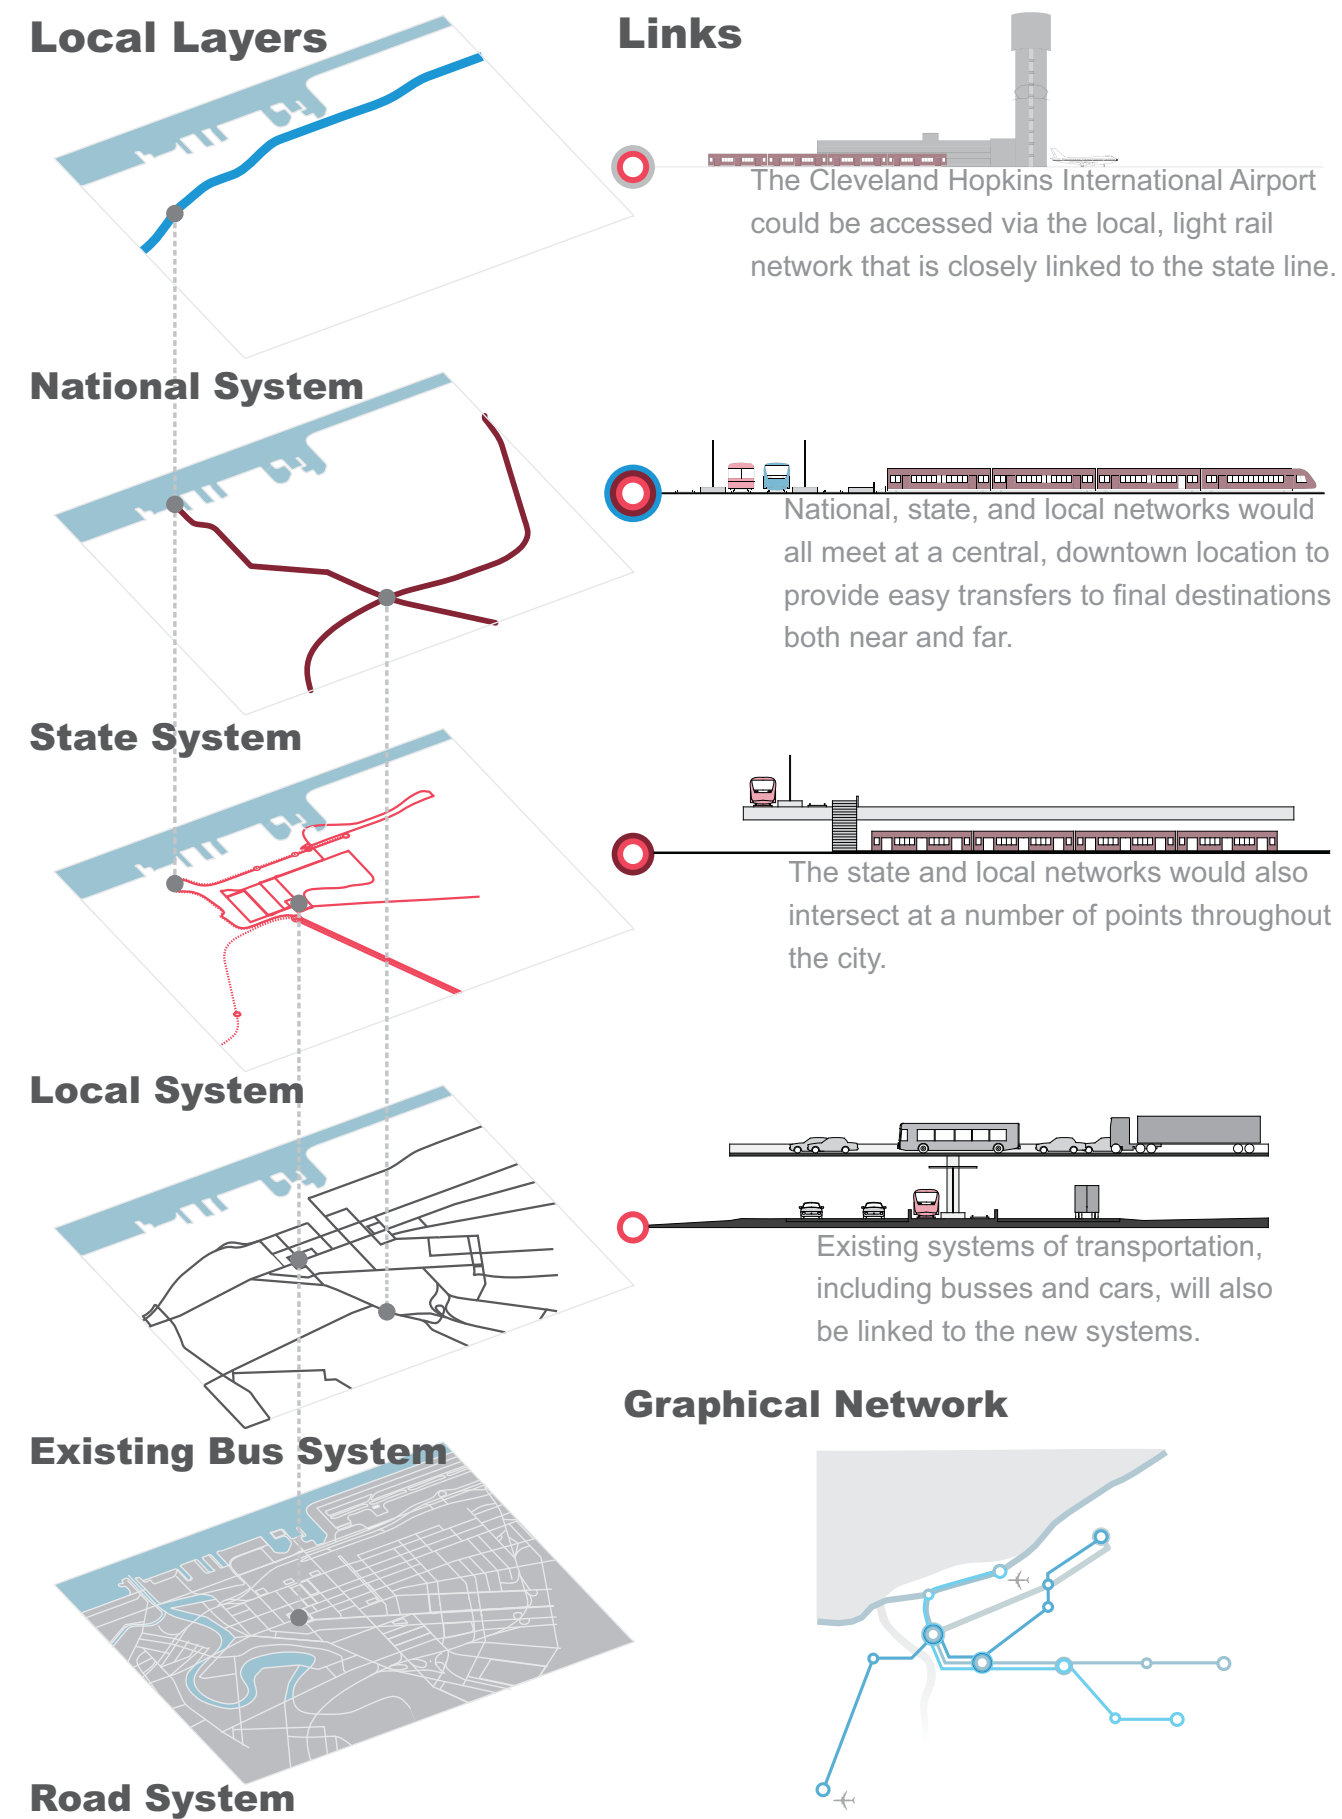 Local Layers
National System
State System
Local System
Existing Bus System
Road System
Links
The Cleveland Hopkins International Airport
could be accessed via the local, light rail
network that is closely linked to the state line.
National, state, and local networks would
all meet at a central, downtown location to
provide easy transfers to final destinations
both near and far.
The state and local networks would also
intersect at a number of points throughout
the city.
Existing systems of transportation,
including busses and cars, will also
be linked to the new systems.
Graphical Network